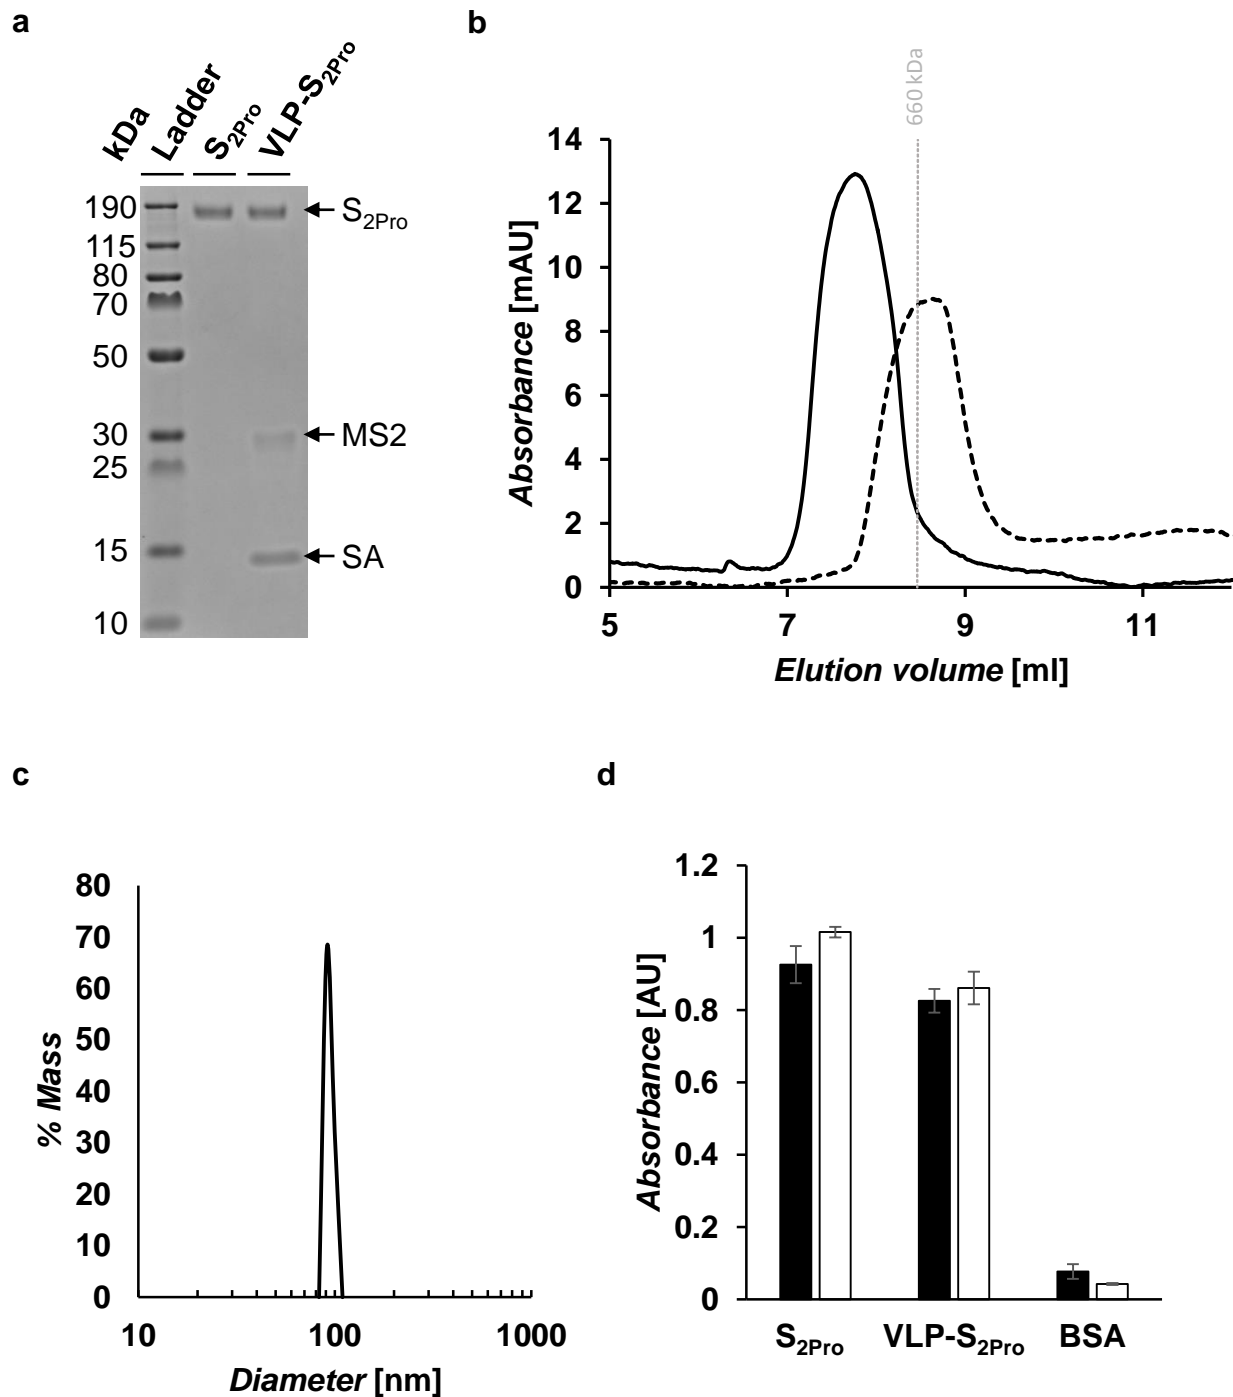 a
kDa
Ladder
S2Pro
VLP-S2Pro
190
115
80
70
50
30
25
15
10
S2Pro
MS2
SA
b
660 kDa
Absorbance [mAU]
14
12
10
8
6
4
2
0
5 7 9 11
Elution volume [ml]
c
% Mass
80
70
60
50
40
30
20
10
0
10 100 1000
Diameter [nm]
d
Absorbance [AU]
1.2
1
0.8
0.6
0.4
0.2
0
S2Pro VLP-S2Pro BSA